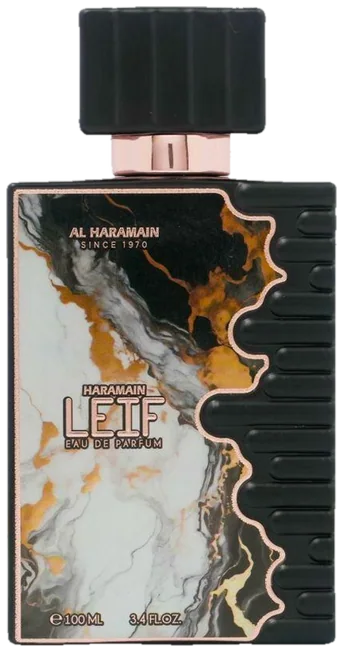 AL HARAMAIN
SINCE 1970
HARAMAIN
LEIF
EAU DE PARFUM
℮ 100 ML 3.4 FL.OZ.